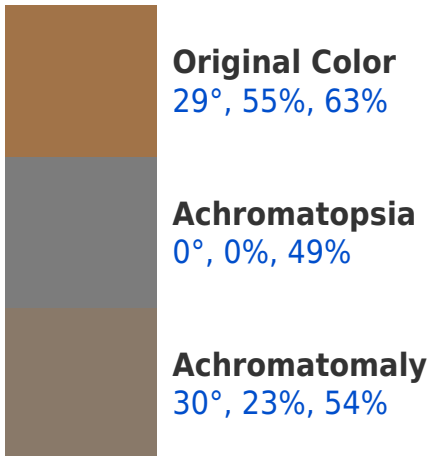 Original Color
29°, 55%, 63%
Achromatopsia
0°, 0%, 49%
Achromatomaly
30°, 23%, 54%